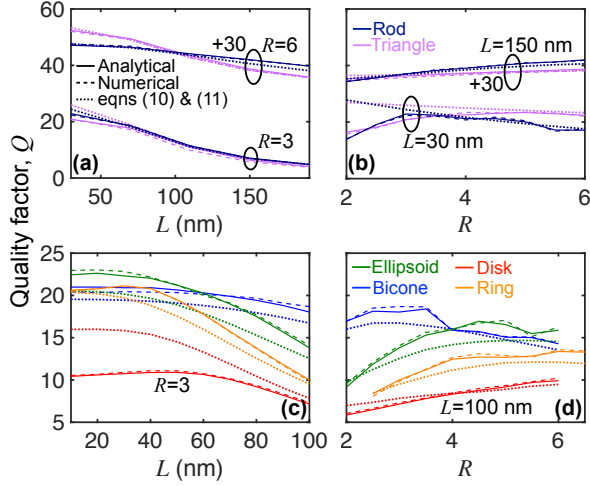 Quality factor, Q
60
40
20
0
+30
R=6
Analytical
Numerical
eqns (10) & (11)
R=3
(a)
50
100
150
L (nm)
Rod
Triangle
L=150 nm
+30
L=30 nm
(b)
2
4
6
R
25
20
15
10
5
R=3
(c)
20
40
60
80
100
L (nm)
Ellipsoid
Disk
Bicone
Ring
L=100 nm
(d)
2
4
6
R